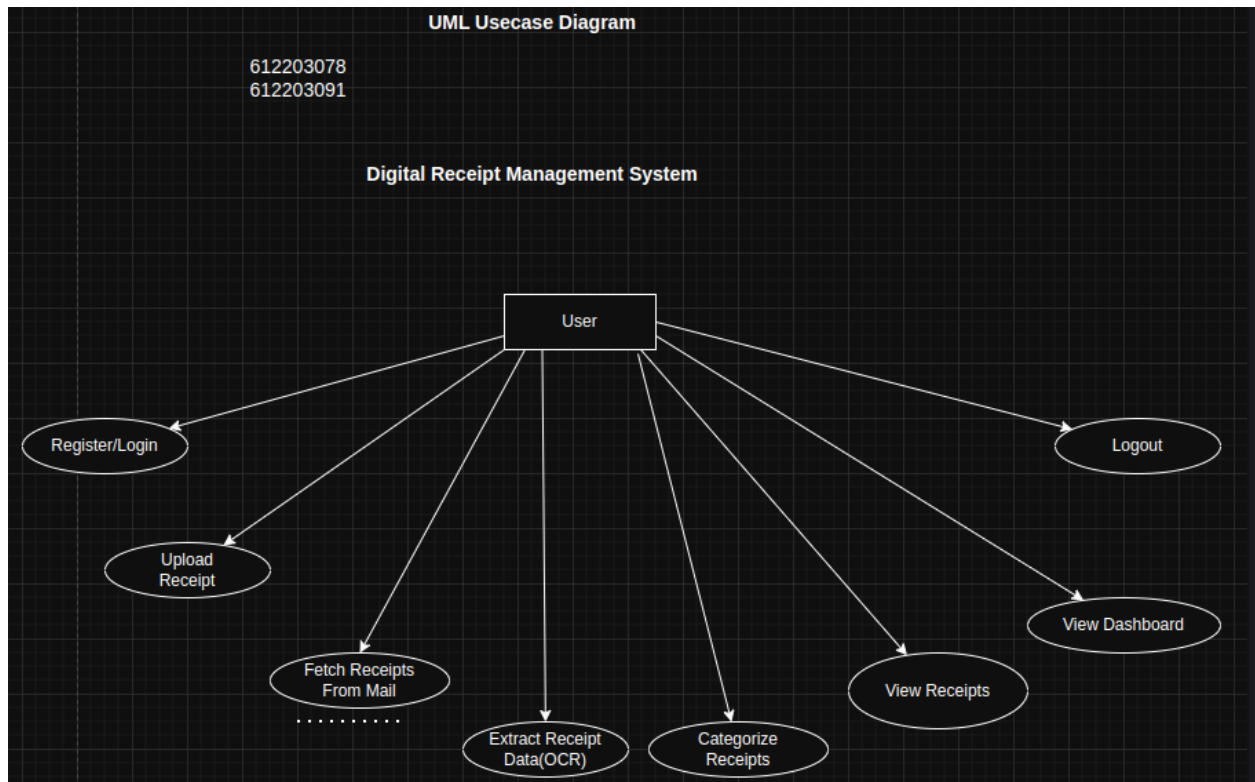 UML Usecase Diagram
612203078
612203091
Digital Receipt Management System
User
Register/Login
Logout
Upload
Receipt
View Dashboard
Fetch Receipts
From Mail
View Receipts
Extract Receipt
Data(OCR)
Categorize
Receipts